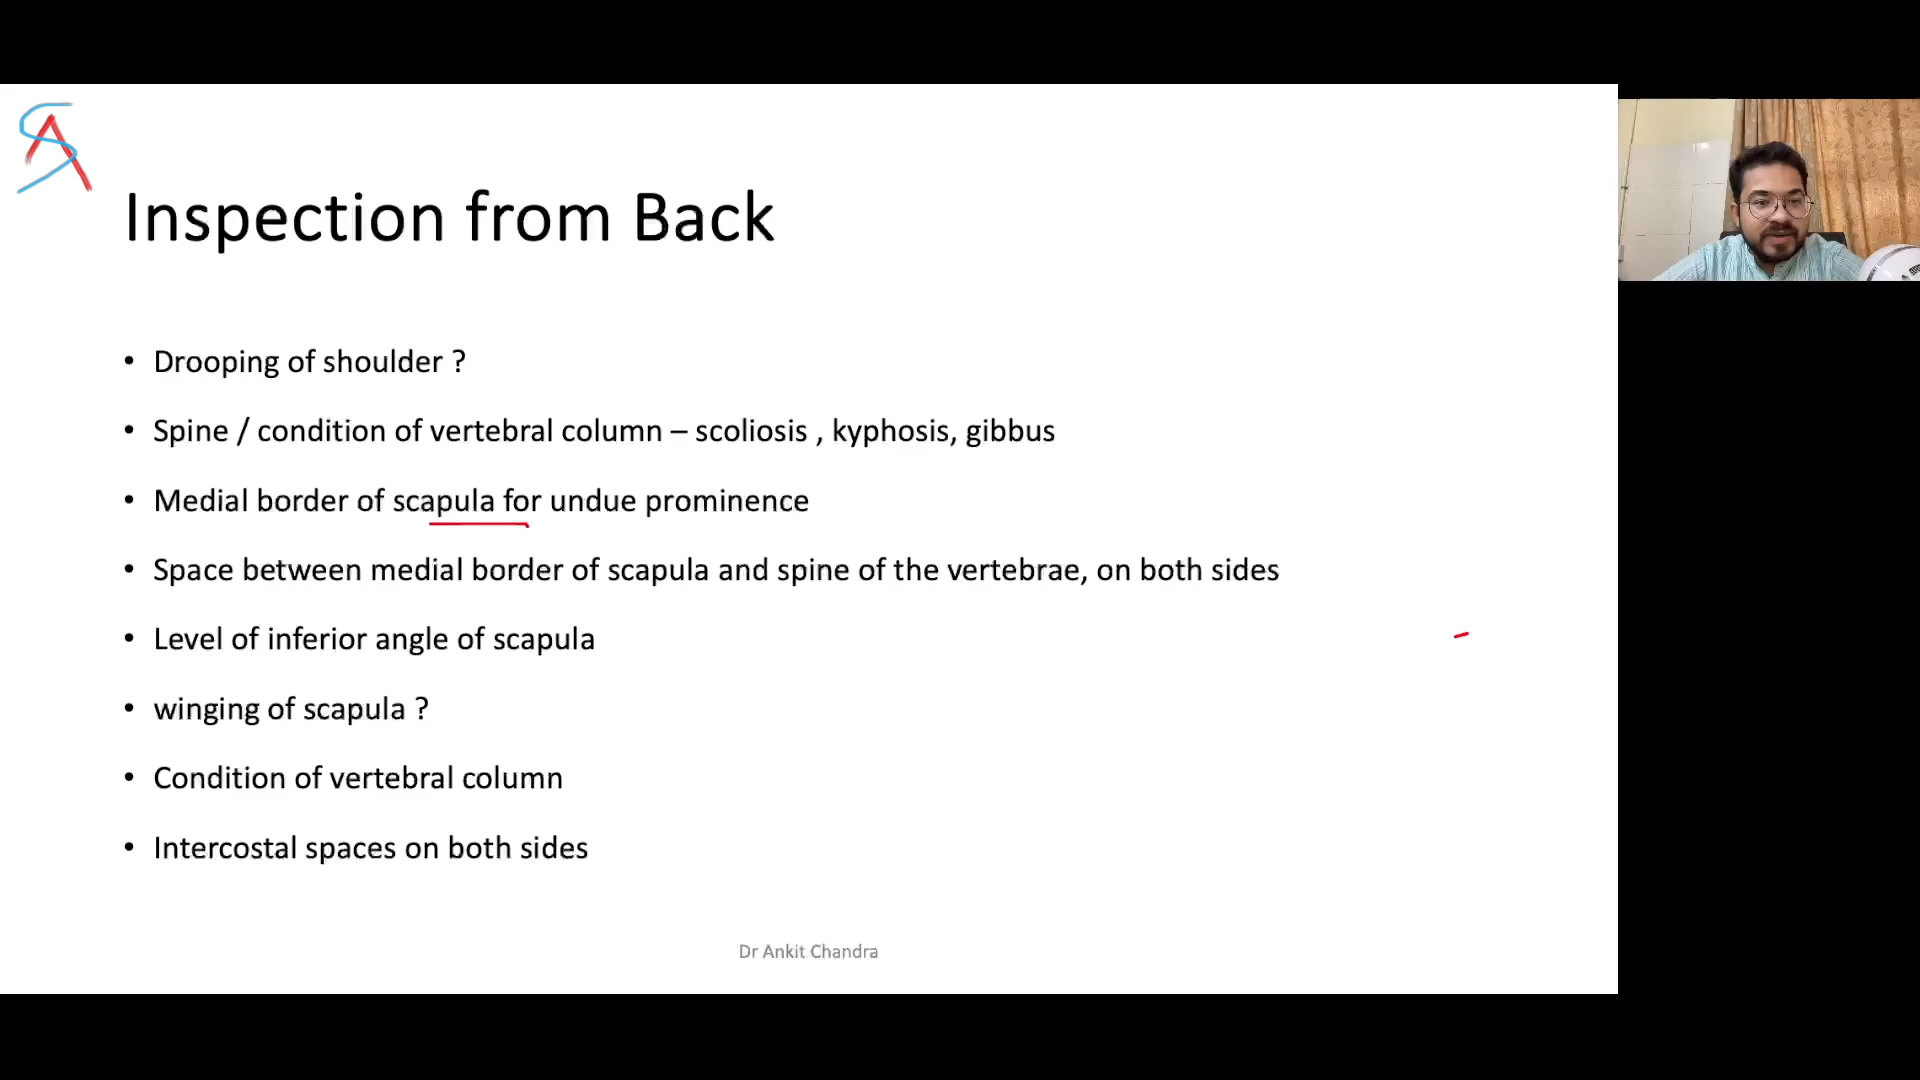 Inspection from Back
• Drooping of shoulder ?
• Spine / condition of vertebral column – scoliosis , kyphosis, gibbus
• Medial border of scapula for undue prominence
• Space between medial border of scapula and spine of the vertebrae, on both sides
• Level of inferior angle of scapula
• winging of scapula ?
• Condition of vertebral column
• Intercostal spaces on both sides
Dr Ankit Chandra